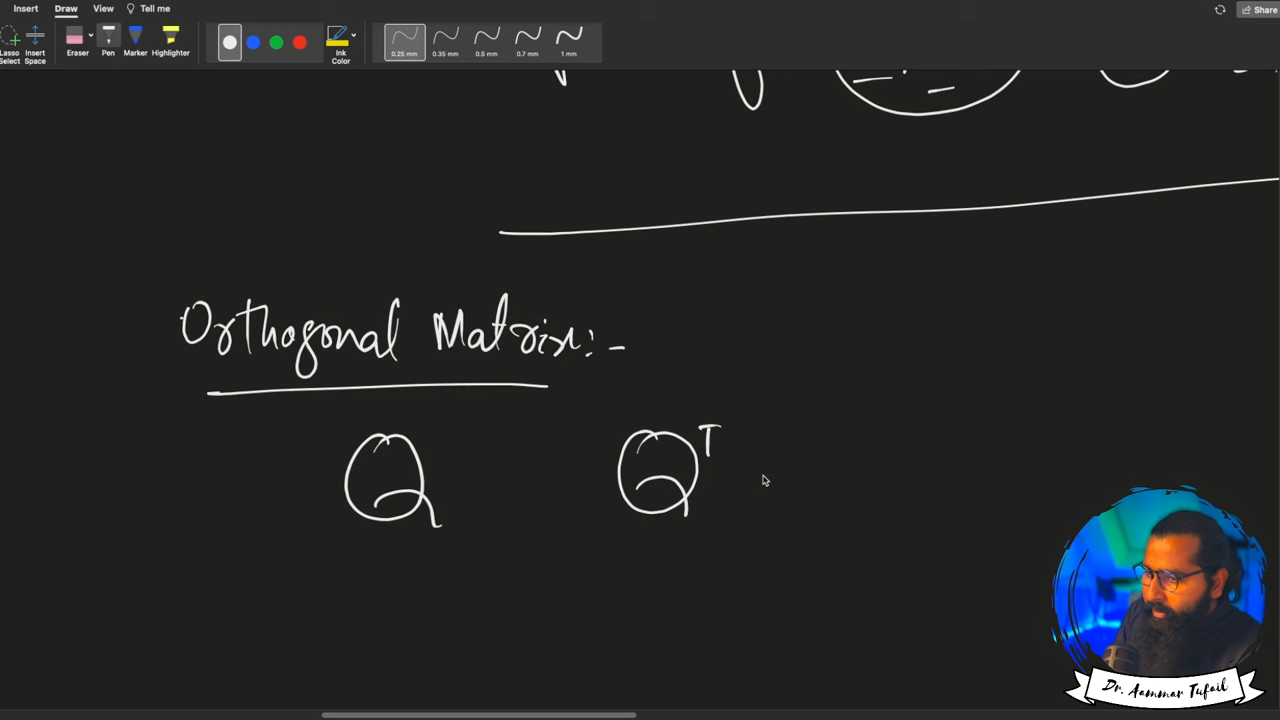 Insert Draw View Tell me
Share
Lasso Select
Insert Space
Eraser
Pen
Marker
Highlighter
Ink Color
0.25 mm
0.35 mm
0.5 mm
0.7 mm
1 mm
Orthogonal Matrix:-
Q Qᵀ
Dr. Aammar Tufail